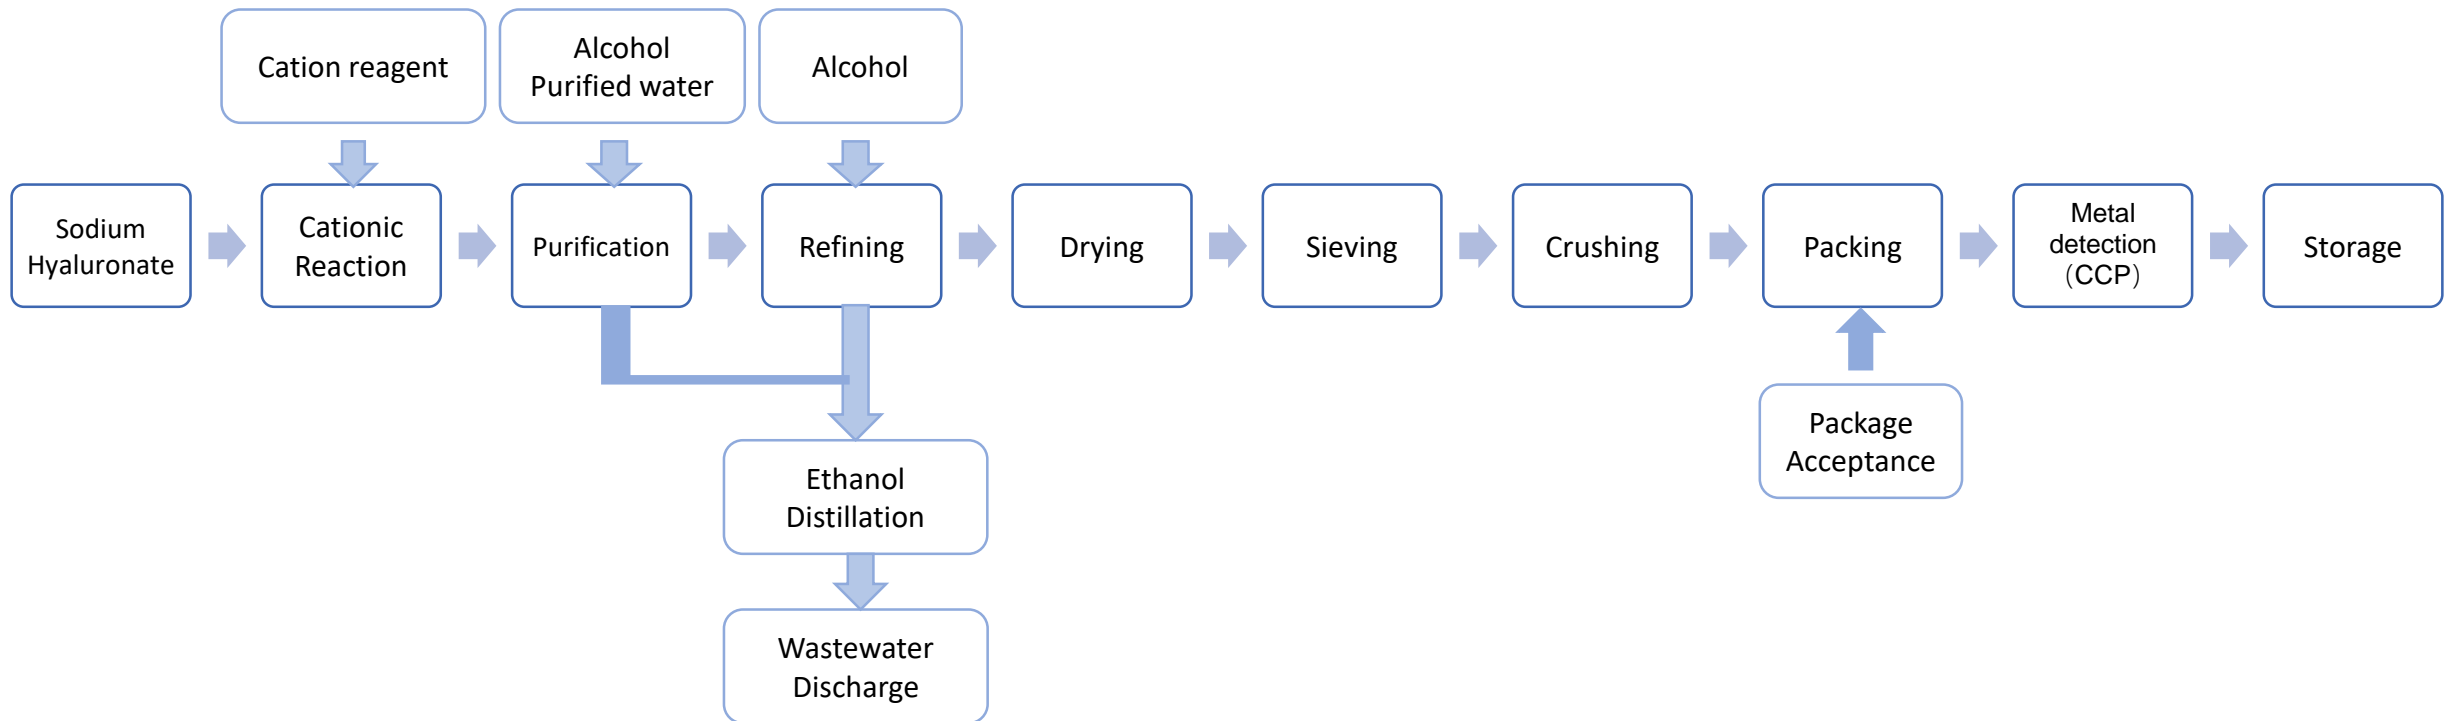 Cation reagent
Alcohol
Purified water
Alcohol
Sodium
Hyaluronate
Cationic
Reaction
Purification
Refining
Drying
Sieving
Crushing
Packing
Metal
detection
（CCP）
Storage
Ethanol
Distillation
Package
Acceptance
Wastewater
Discharge